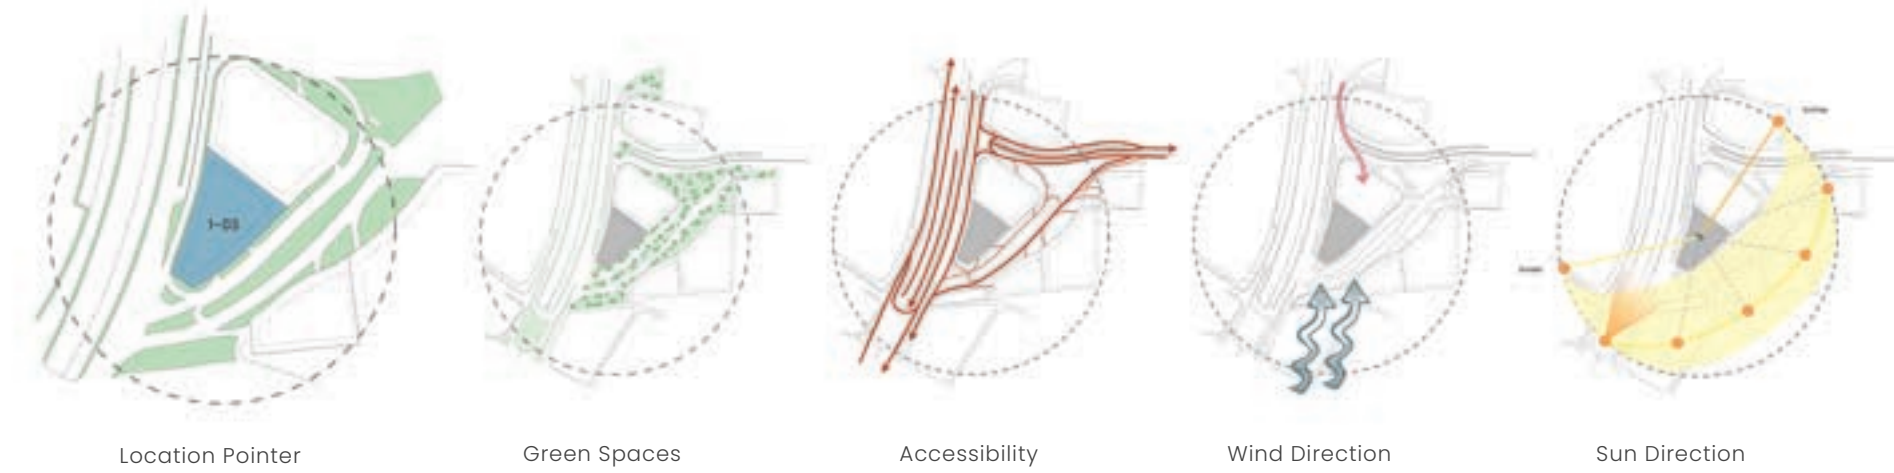 1-03
Location Pointer
Green Spaces
Accessibility
Wind Direction
Sun Direction